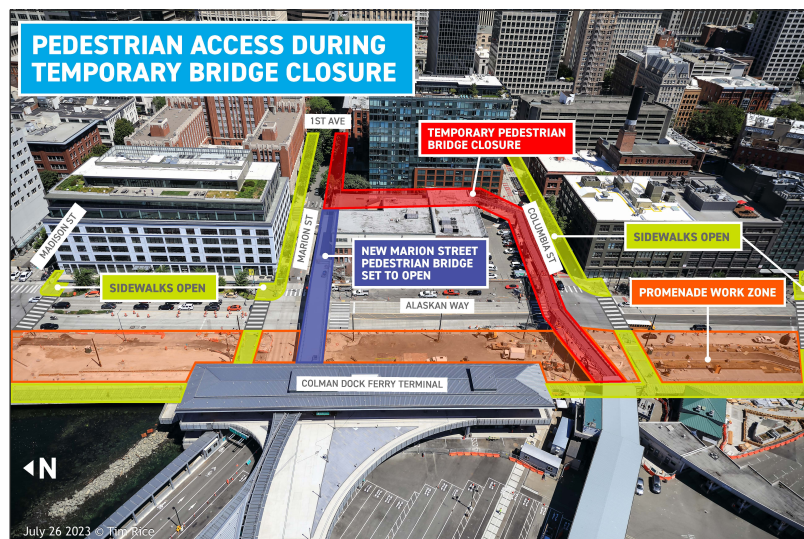 PEDESTRIAN ACCESS DURING
TEMPORARY BRIDGE CLOSURE
1ST AVE
TEMPORARY PEDESTRIAN
BRIDGE CLOSURE
MADISON ST
MARION ST
COLUMBIA ST
SIDEWALKS OPEN
NEW MARION STREET
PEDESTRIAN BRIDGE
SET TO OPEN
SIDEWALKS OPEN
PROMENADE WORK ZONE
ALASKAN WAY
COLMAN DOCK FERRY TERMINAL
N
July 26 2023 © Tim Rice